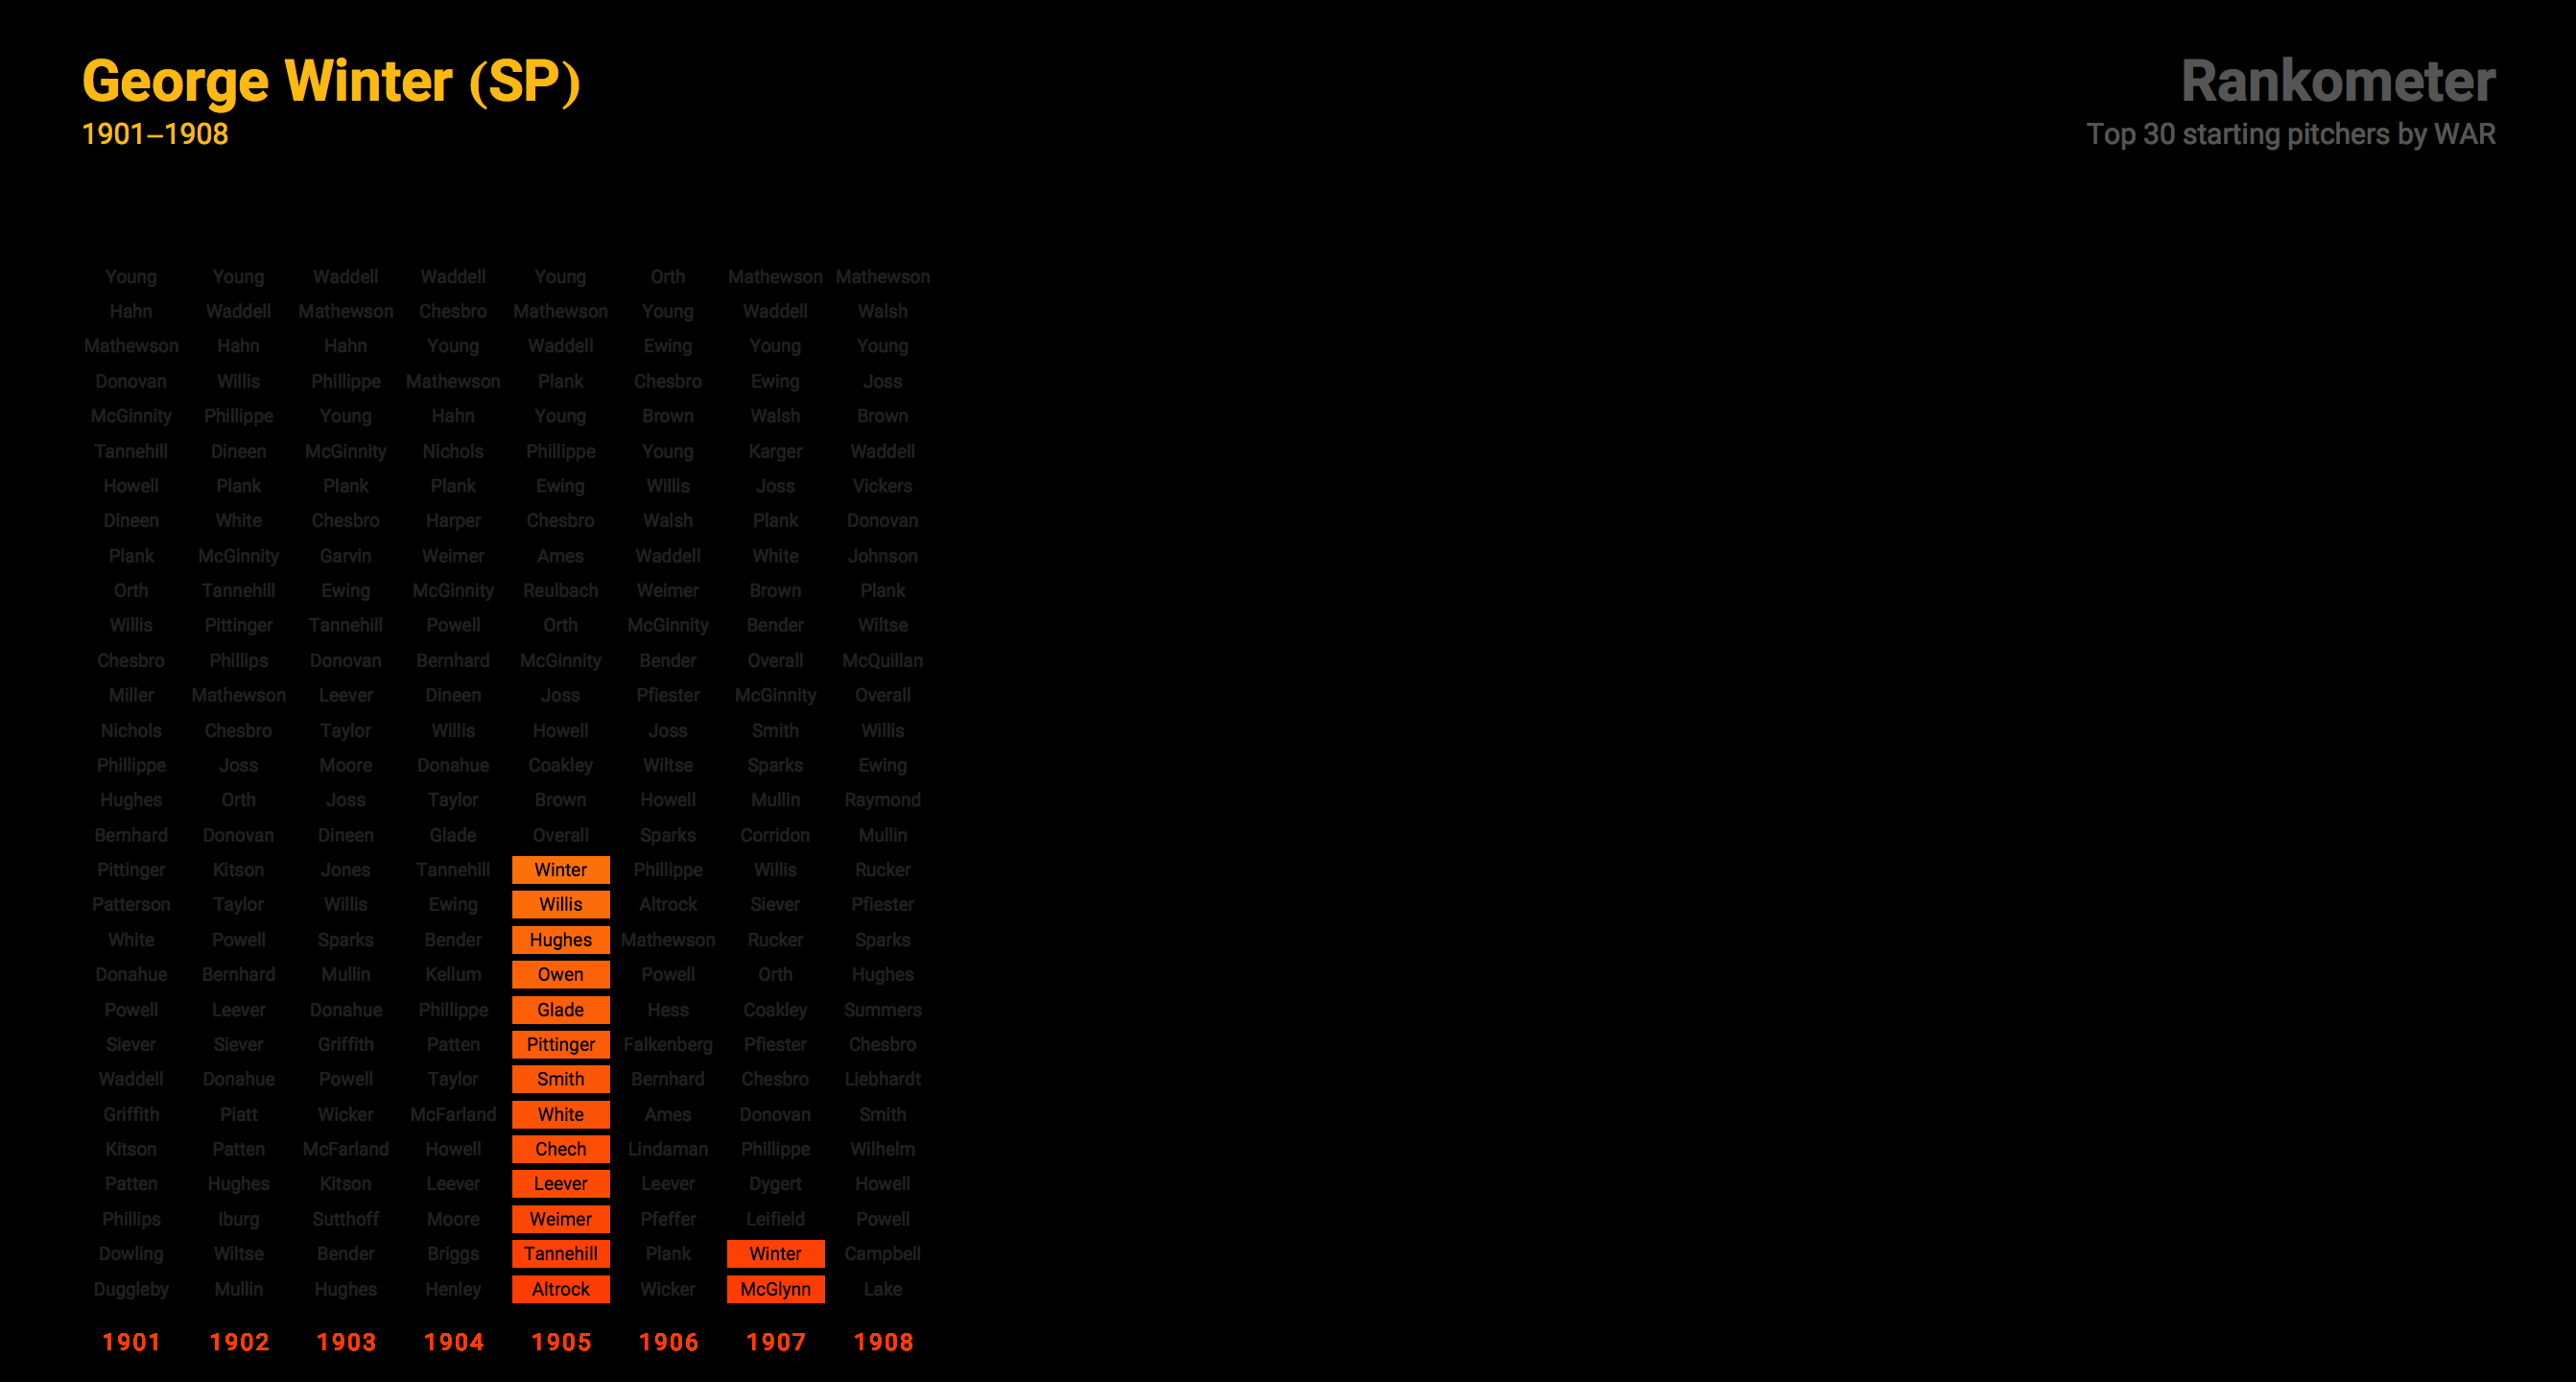 George Winter (SP)
1901–1908
Rankometer
Top 30 starting pitchers by WAR
Young Young Waddell Waddell Young Orth Mathewson Mathewson
Hahn Waddell Mathewson Chesbro Mathewson Young Waddell Walsh
Mathewson Hahn Hahn Young Waddell Ewing Young Young
Donovan Willis Phillippe Mathewson Plank Chesbro Ewing Joss
McGinnity Phillippe Young Hahn Young Brown Walsh Brown
Tannehill Dineen McGinnity Nichols Phillippe Young Karger Waddell
Howell Plank Plank Plank Ewing Willis Joss Vickers
Dineen White Chesbro Harper Chesbro Walsh Plank Donovan
Plank McGinnity Garvin Weimer Ames Waddell White Johnson
Orth Tannehill Ewing McGinnity Reulbach Weimer Brown Plank
Willis Pittinger Tannehill Powell Orth McGinnity Bender Wiltse
Chesbro Phillips Donovan Bernhard McGinnity Bender Overall McQuillan
Miller Mathewson Leever Dineen Joss Pfiester McGinnity Overall
Nichols Chesbro Taylor Willis Howell Joss Smith Willis
Phillippe Joss Moore Donahue Coakley Wiltse Sparks Ewing
Hughes Orth Joss Taylor Brown Howell Mullin Raymond
Bernhard Donovan Dineen Glade Overall Sparks Corridon Mullin
Pittinger Kitson Jones Tannehill Winter Phillippe Willis Rucker
Patterson Taylor Willis Ewing Willis Altrock Siever Pfiester
White Powell Sparks Bender Hughes Mathewson Rucker Sparks
Donahue Bernhard Mullin Kellum Owen Powell Orth Hughes
Powell Leever Donahue Phillippe Glade Hess Coakley Summers
Siever Siever Griffith Patten Pittinger Falkenberg Pfiester Chesbro
Waddell Donahue Powell Taylor Smith Bernhard Chesbro Liebhardt
Griffith Piatt Wicker McFarland White Ames Donovan Smith
Kitson Patten McFarland Howell Chech Lindaman Phillippe Wilhelm
Patten Hughes Kitson Leever Leever Leever Dygert Howell
Phillips Iburg Sutthoff Moore Weimer Pfeffer Leifield Powell
Dowling Wiltse Bender Briggs Tannehill Plank Winter Campbell
Duggleby Mullin Hughes Henley Altrock Wicker McGlynn Lake
1901 1902 1903 1904 1905 1906 1907 1908